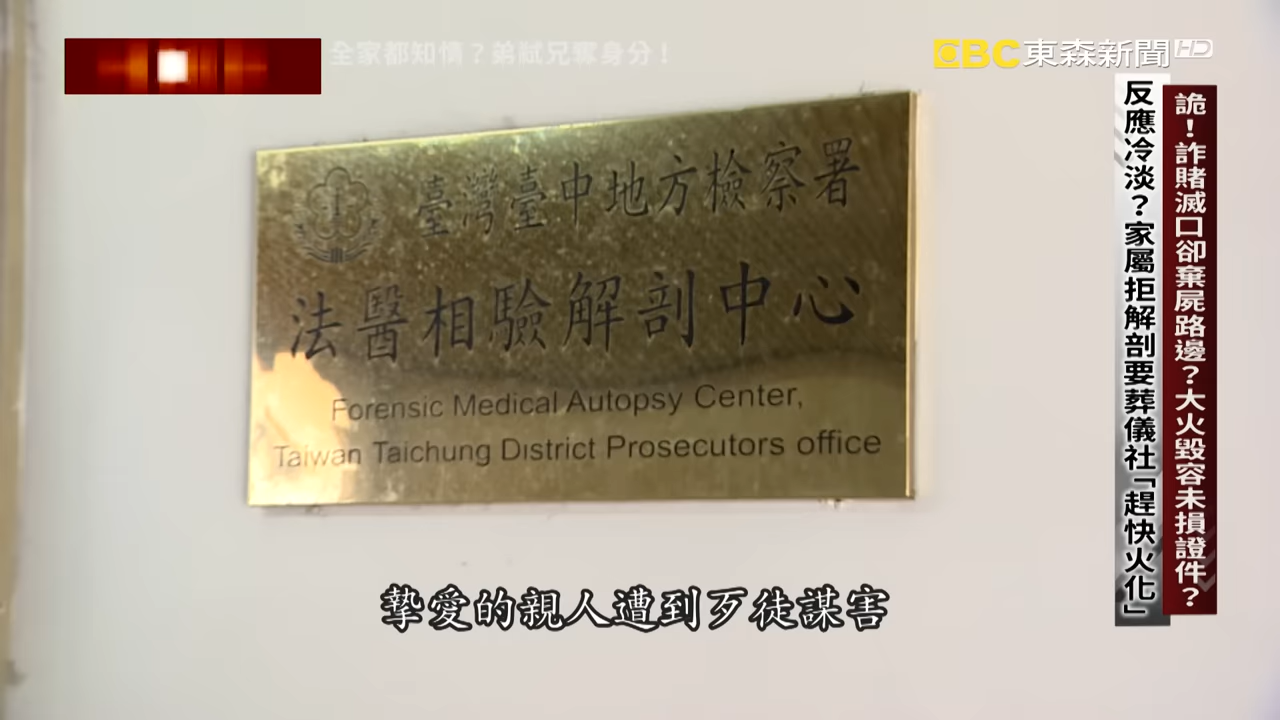 全家都知情？弟弒兄奪身分！
EBC東森新聞HD
詭！詐賭滅口卻棄屍路邊？大火毀容未損證件？
反應冷淡？家屬拒解剖要葬儀社「趕快火化」
臺灣臺中地方檢察署
法醫相驗解剖中心
Forensic Medical Autopsy Center,
Taiwan Taichung District Prosecutors office
摯愛的親人遭到歹徒謀害